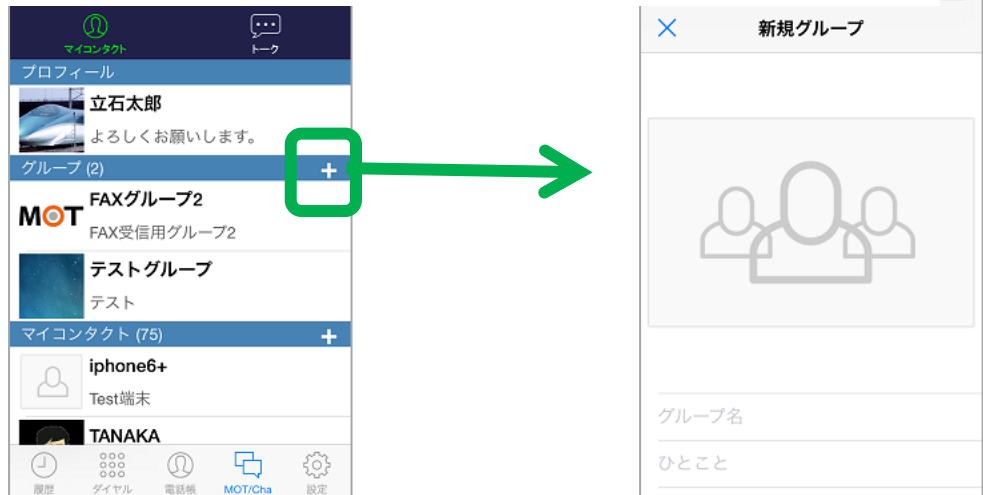 マイコンタクト
トーク
プロフィール
立石太郎
よろしくお願いします。
グループ (2)
+
MOT
FAXグループ2
FAX受信用グループ2
テストグループ
テスト
マイコンタクト (75)
+
iphone6+
Test端末
TANAKA
履歴
ダイヤル
電話帳
MOT/Cha
設定
新規グループ
グループ名
ひとこと